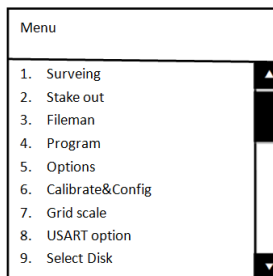 Menu
1. Surveing
2. Stake out
3. Fileman
4. Program
5. Options
6. Calibrate&Config
7. Grid scale
8. USART option
9. Select Disk